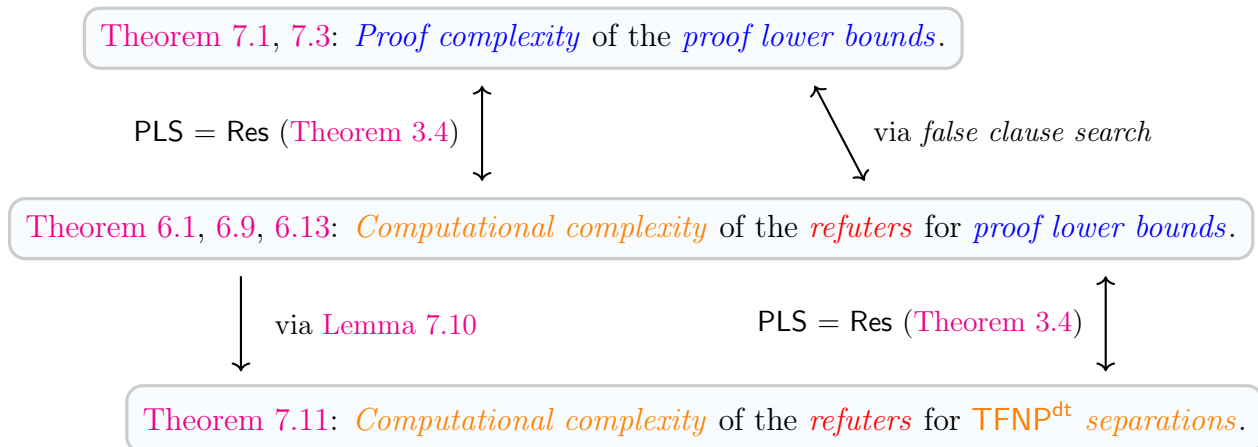 Theorem 7.1, 7.3: Proof complexity of the proof lower bounds.
PLS = Res (Theorem 3.4)
via false clause search
Theorem 6.1, 6.9, 6.13: Computational complexity of the refuters for proof lower bounds.
via Lemma 7.10
PLS = Res (Theorem 3.4)
Theorem 7.11: Computational complexity of the refuters for TFNP^dt separations.